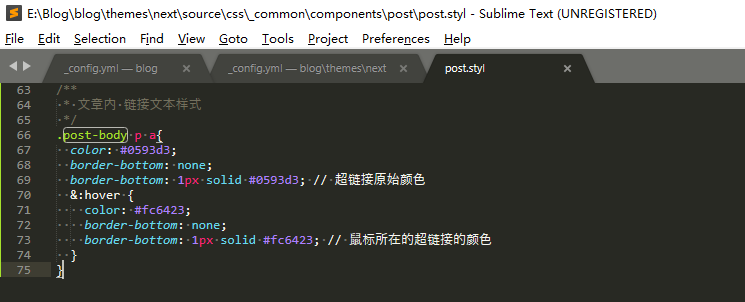 E:\Blog\blog\themes\next\source\css\_common\components\post\post.styl - Sublime Text (UNREGISTERED)
File Edit Selection Find View Goto Tools Project Preferences Help
_config.yml — blog × _config.yml — blog\themes\next × post.styl ×
63 /**
64 * 文章内链接文本样式
65 */
66 .post-body p a{
67 color: #0593d3;
68 border-bottom: none;
69 border-bottom: 1px solid #0593d3; // 超链接原始颜色
70 &:hover {
71 color: #fc6423;
72 border-bottom: none;
73 border-bottom: 1px solid #fc6423; // 鼠标所在的超链接的颜色
74 }
75 }